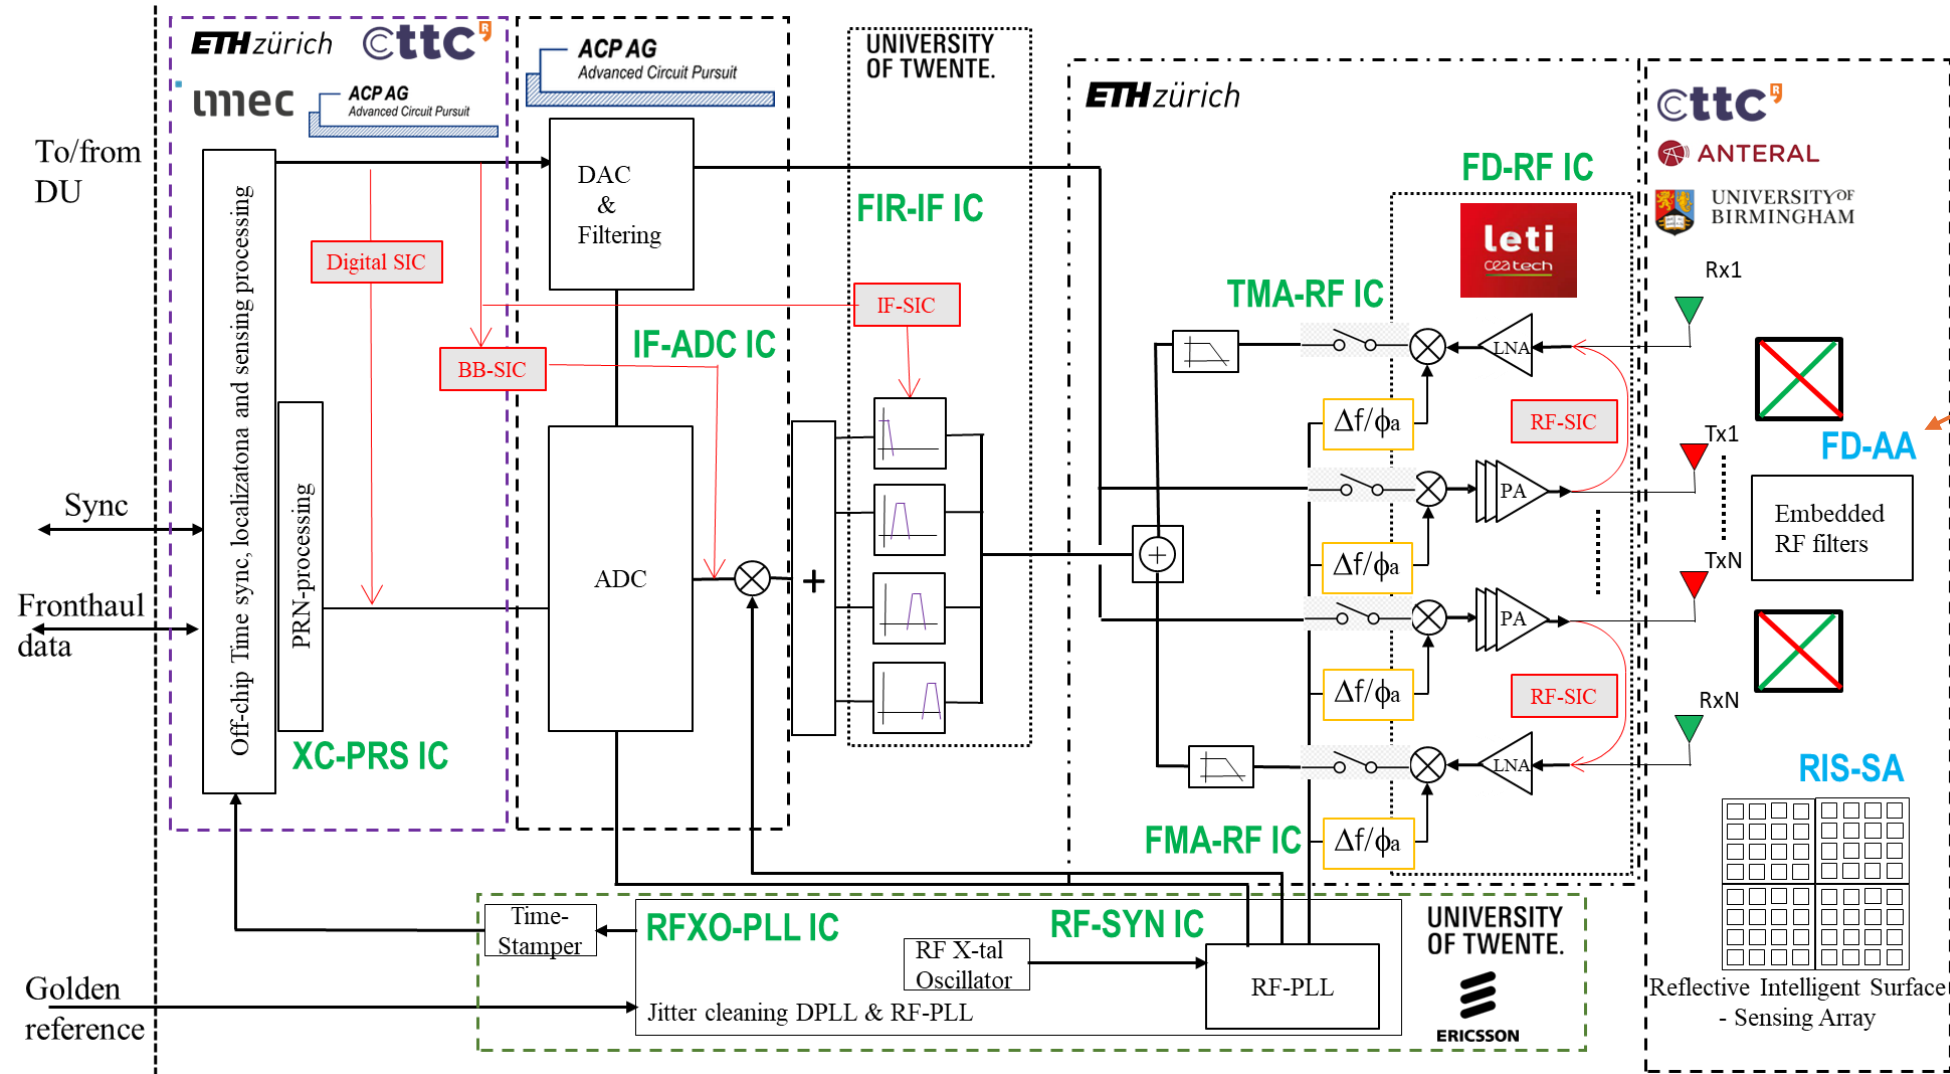 ETH zürich
cttc
R
imec
ACP AG
Advanced Circuit Pursuit
ACP AG
Advanced Circuit Pursuit
UNIVERSITY
OF TWENTE.
ETH zürich
cttc
R
ANTERAL
UNIVERSITY OF
BIRMINGHAM
To/from
DU
Sync
Fronthaul
data
Golden
reference
Off-chip Time sync, localizatona and sensing processing
PRN-processing
Digital SIC
BB-SIC
XC-PRS IC
DAC
&
Filtering
IF-ADC IC
ADC
FIR-IF IC
IF-SIC
+
FD-RF IC
leti
cea tech
TMA-RF IC
LNA
Δf/ϕa
RF-SIC
PA
Δf/ϕa
PA
Δf/ϕa
RF-SIC
LNA
FMA-RF IC
Δf/ϕa
Rx1
Tx1
FD-AA
Embedded
RF filters
TxN
RxN
RIS-SA
Reflective Intelligent Surface
- Sensing Array
Time-
Stamper
RFXO-PLL IC
RF-SYN IC
RF X-tal
Oscillator
RF-PLL
Jitter cleaning DPLL & RF-PLL
UNIVERSITY
OF TWENTE.
ERICSSON